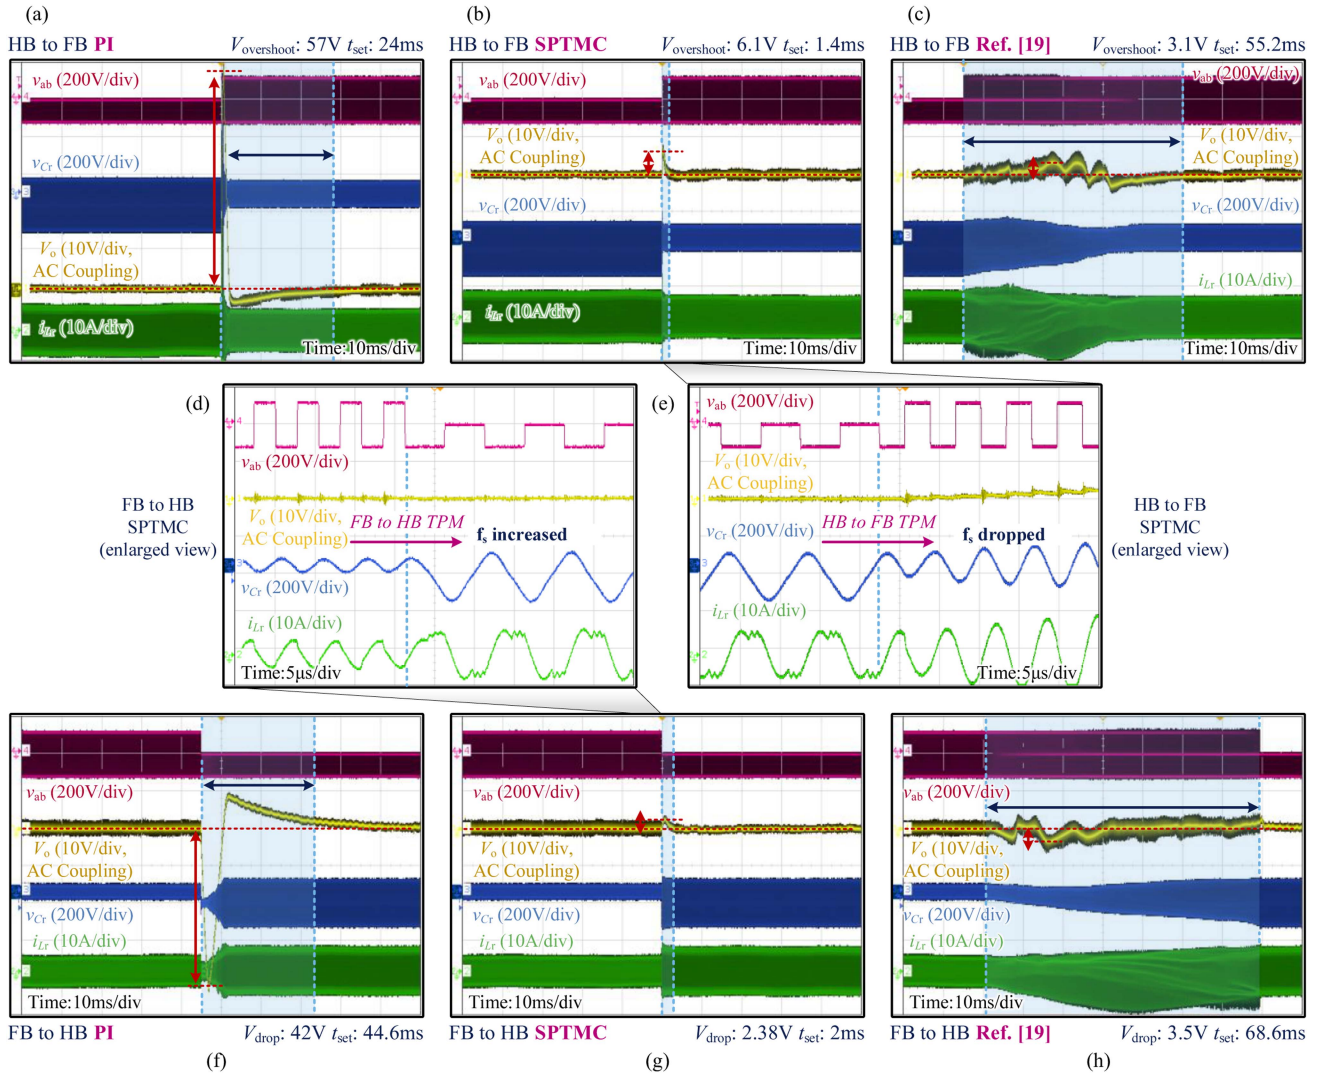 (a)
HB to FB PI
Vovershoot: 57V tset: 24ms
vab (200V/div)
vCr (200V/div)
Vo (10V/div,
AC Coupling)
iLr (10A/div)
Time:10ms/div
(b)
HB to FB SPTMC
Vovershoot: 6.1V tset: 1.4ms
vab (200V/div)
Vo (10V/div,
AC Coupling)
vCr (200V/div)
iLr (10A/div)
Time:10ms/div
(c)
HB to FB Ref. [19]
Vovershoot: 3.1V tset: 55.2ms
vab (200V/div)
Vo (10V/div,
AC Coupling)
vCr (200V/div)
iLr (10A/div)
Time:10ms/div
(d)
FB to HB
SPTMC
(enlarged view)
vab (200V/div)
Vo (10V/div,
AC Coupling)
FB to HB TPM
fs increased
vCr (200V/div)
iLr (10A/div)
Time:5μs/div
(e)
vab (200V/div)
Vo (10V/div,
AC Coupling)
vCr (200V/div)
HB to FB TPM
fs dropped
iLr (10A/div)
Time:5μs/div
HB to FB
SPTMC
(enlarged view)
vab (200V/div)
Vo (10V/div,
AC Coupling)
vCr (200V/div)
iLr (10A/div)
Time:10ms/div
FB to HB PI
Vdrop: 42V tset: 44.6ms
(f)
vab (200V/div)
Vo (10V/div,
AC Coupling)
vCr (200V/div)
iLr (10A/div)
Time:10ms/div
FB to HB SPTMC
Vdrop: 2.38V tset: 2ms
(g)
vab (200V/div)
Vo (10V/div,
AC Coupling)
vCr (200V/div)
iLr (10A/div)
Time:10ms/div
FB to HB Ref. [19]
Vdrop: 3.5V tset: 68.6ms
(h)